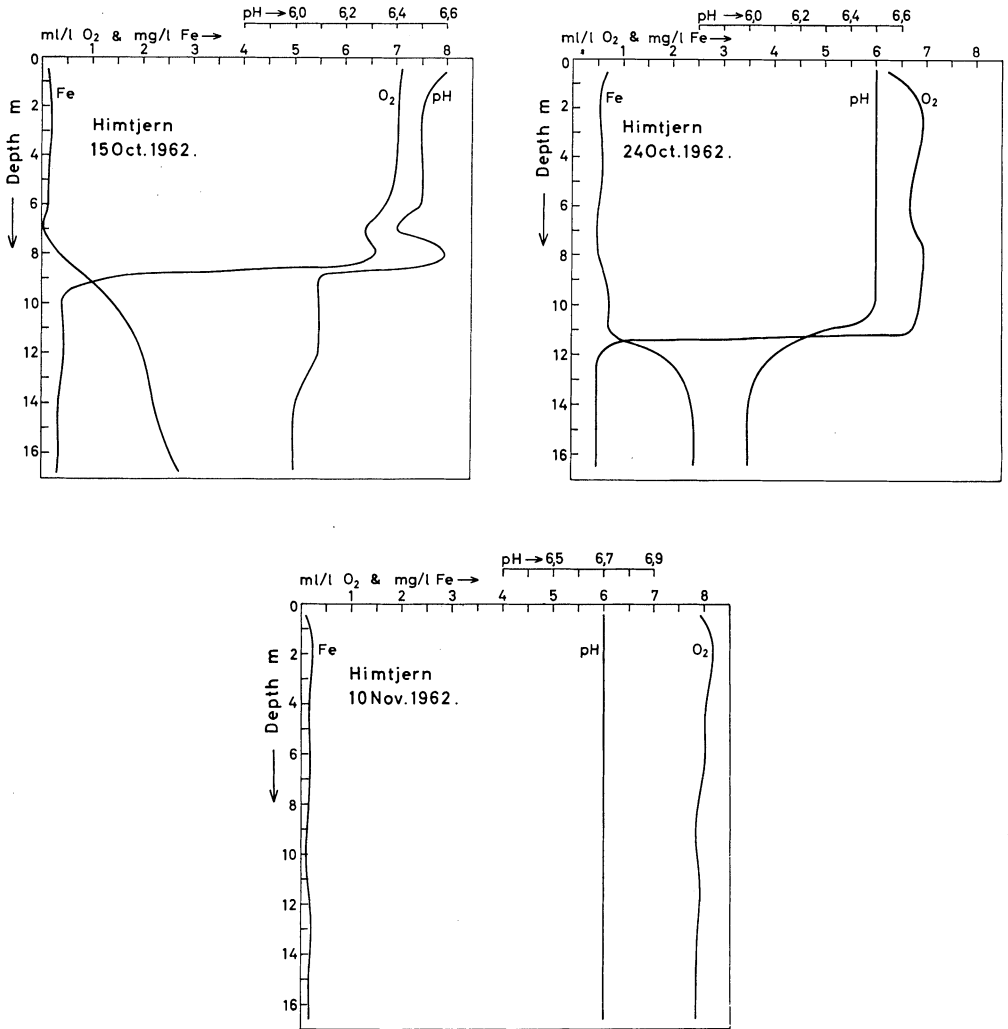 pH → 6,0 6,2 6,4 6,6
ml/l O₂ & mg/l Fe →
1 2 3 4 5 6 7 8
0
2
4
6
8
10
12
14
16
← Depth m
Fe
O₂
pH
Himtjern
15 Oct. 1962.
pH → 6,0 6,2 6,4 6,6
ml/l O₂ & mg/l Fe →
1 2 3 4 5 6 7 8
0
2
4
6
8
10
12
14
16
← Depth m
Fe
pH
O₂
Himtjern
24 Oct. 1962.
pH → 6,5 6,7 6,9
ml/l O₂ & mg/l Fe →
1 2 3 4 5 6 7 8
0
2
4
6
8
10
12
14
16
← Depth m
Fe
pH
O₂
Himtjern
10 Nov. 1962.